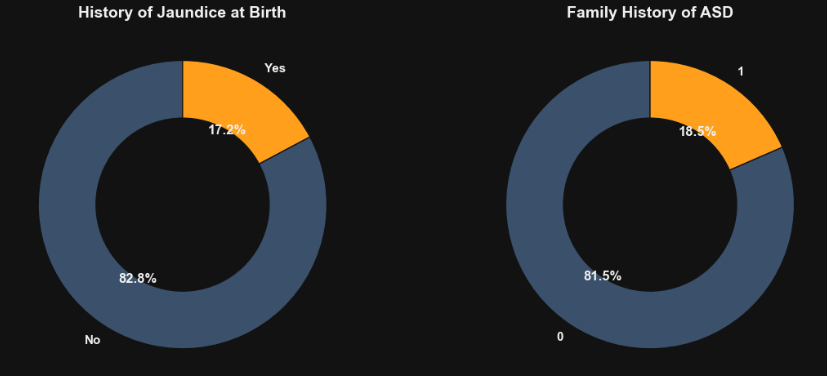 History of Jaundice at Birth
Yes
17.2%
82.8%
No
Family History of ASD
1
18.5%
81.5%
0